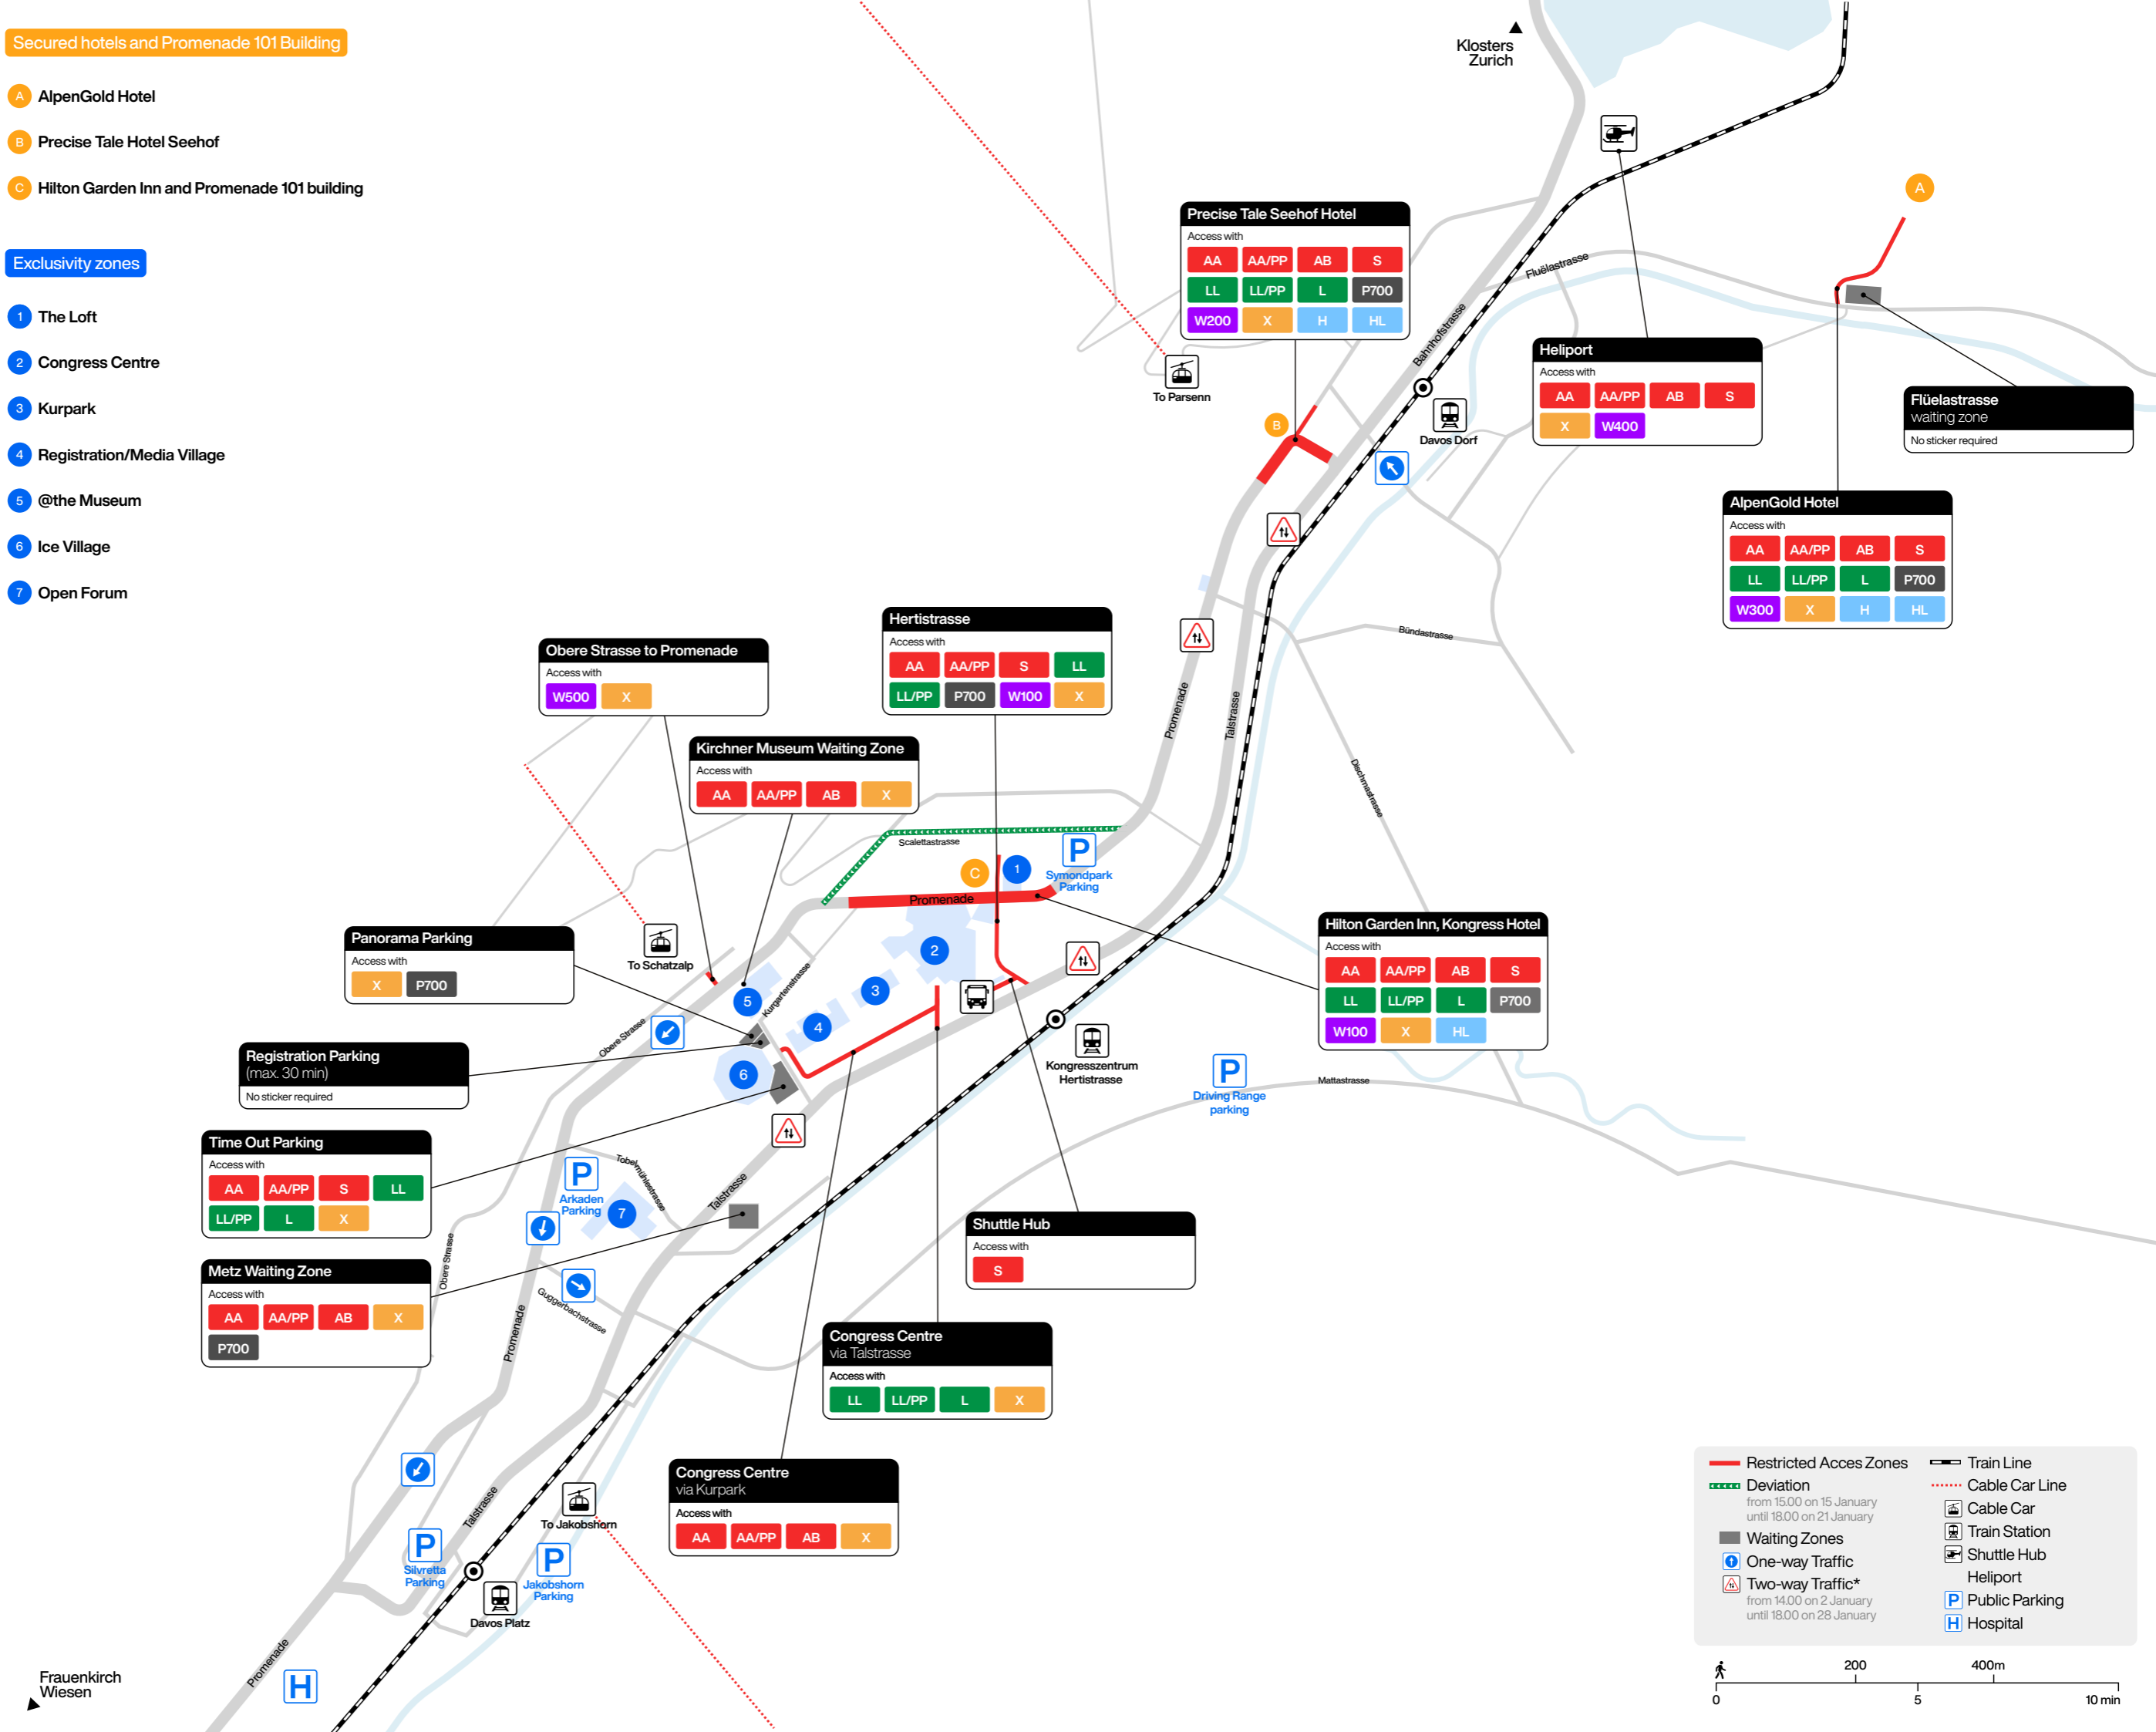 Secured hotels and Promenade 101 Building
A AlpenGold Hotel
B Precise Tale Hotel Seehof
C Hilton Garden Inn and Promenade 101 building
Exclusivity zones
1 The Loft
2 Congress Centre
3 Kurpark
4 Registration/Media Village
5 @the Museum
6 Ice Village
7 Open Forum
Klosters
Zurich
A
Precise Tale Seehof Hotel
Access with
AA AA/PP AB S
LL LL/PP L P700
W200 X H HL
Fluëlastrasse
Bahnhofstrasse
To Parsenn
B
Davos Dorf
Heliport
Access with
AA AA/PP AB S
X W400
Flüelastrasse
waiting zone
No sticker required
AlpenGold Hotel
Access with
AA AA/PP AB S
LL LL/PP L P700
W300 X H HL
Hertistrasse
Access with
AA AA/PP S LL
LL/PP P700 W100 X
Obere Strasse to Promenade
Access with
W500 X
Kirchner Museum Waiting Zone
Access with
AA AA/PP AB X
Promenade
Talstrasse
Bündastrasse
Dischmastrasse
Scalettastrasse
C
1
P
Symondpark
Parking
Promenade
2
3
4
5
6
Kurgartenstrasse
To Schatzalp
Panorama Parking
Access with
X P700
Hilton Garden Inn, Kongress Hotel
Access with
AA AA/PP AB S
LL LL/PP L P700
W100 X HL
Obere Strasse
Registration Parking
(max. 30 min)
No sticker required
Kongresszentrum
Hertistrasse
P
Driving Range
parking
Mattastrasse
Time Out Parking
Access with
AA AA/PP S LL
LL/PP L X
P
Arkaden
Parking
Tobelmühlestrasse
7
Talstrasse
Obere Strasse
Metz Waiting Zone
Access with
AA AA/PP AB X
P700
Guggerbachstrasse
Promenade
Shuttle Hub
Access with
S
Congress Centre
via Talstrasse
Access with
LL LL/PP L X
Congress Centre
via Kurpark
Access with
AA AA/PP AB X
Talstrasse
To Jakobshorn
P
Silvretta
Parking
P
Jakobshorn
Parking
Davos Platz
Promenade
H
Frauenkirch
Wiesen
Restricted Acces Zones
Deviation
from 15.00 on 15 January
until 18.00 on 21 January
Waiting Zones
One-way Traffic
Two-way Traffic*
from 14.00 on 2 January
until 18.00 on 28 January
Train Line
Cable Car Line
Cable Car
Train Station
Shuttle Hub
Heliport
P Public Parking
H Hospital
200 400m
0 5 10 min